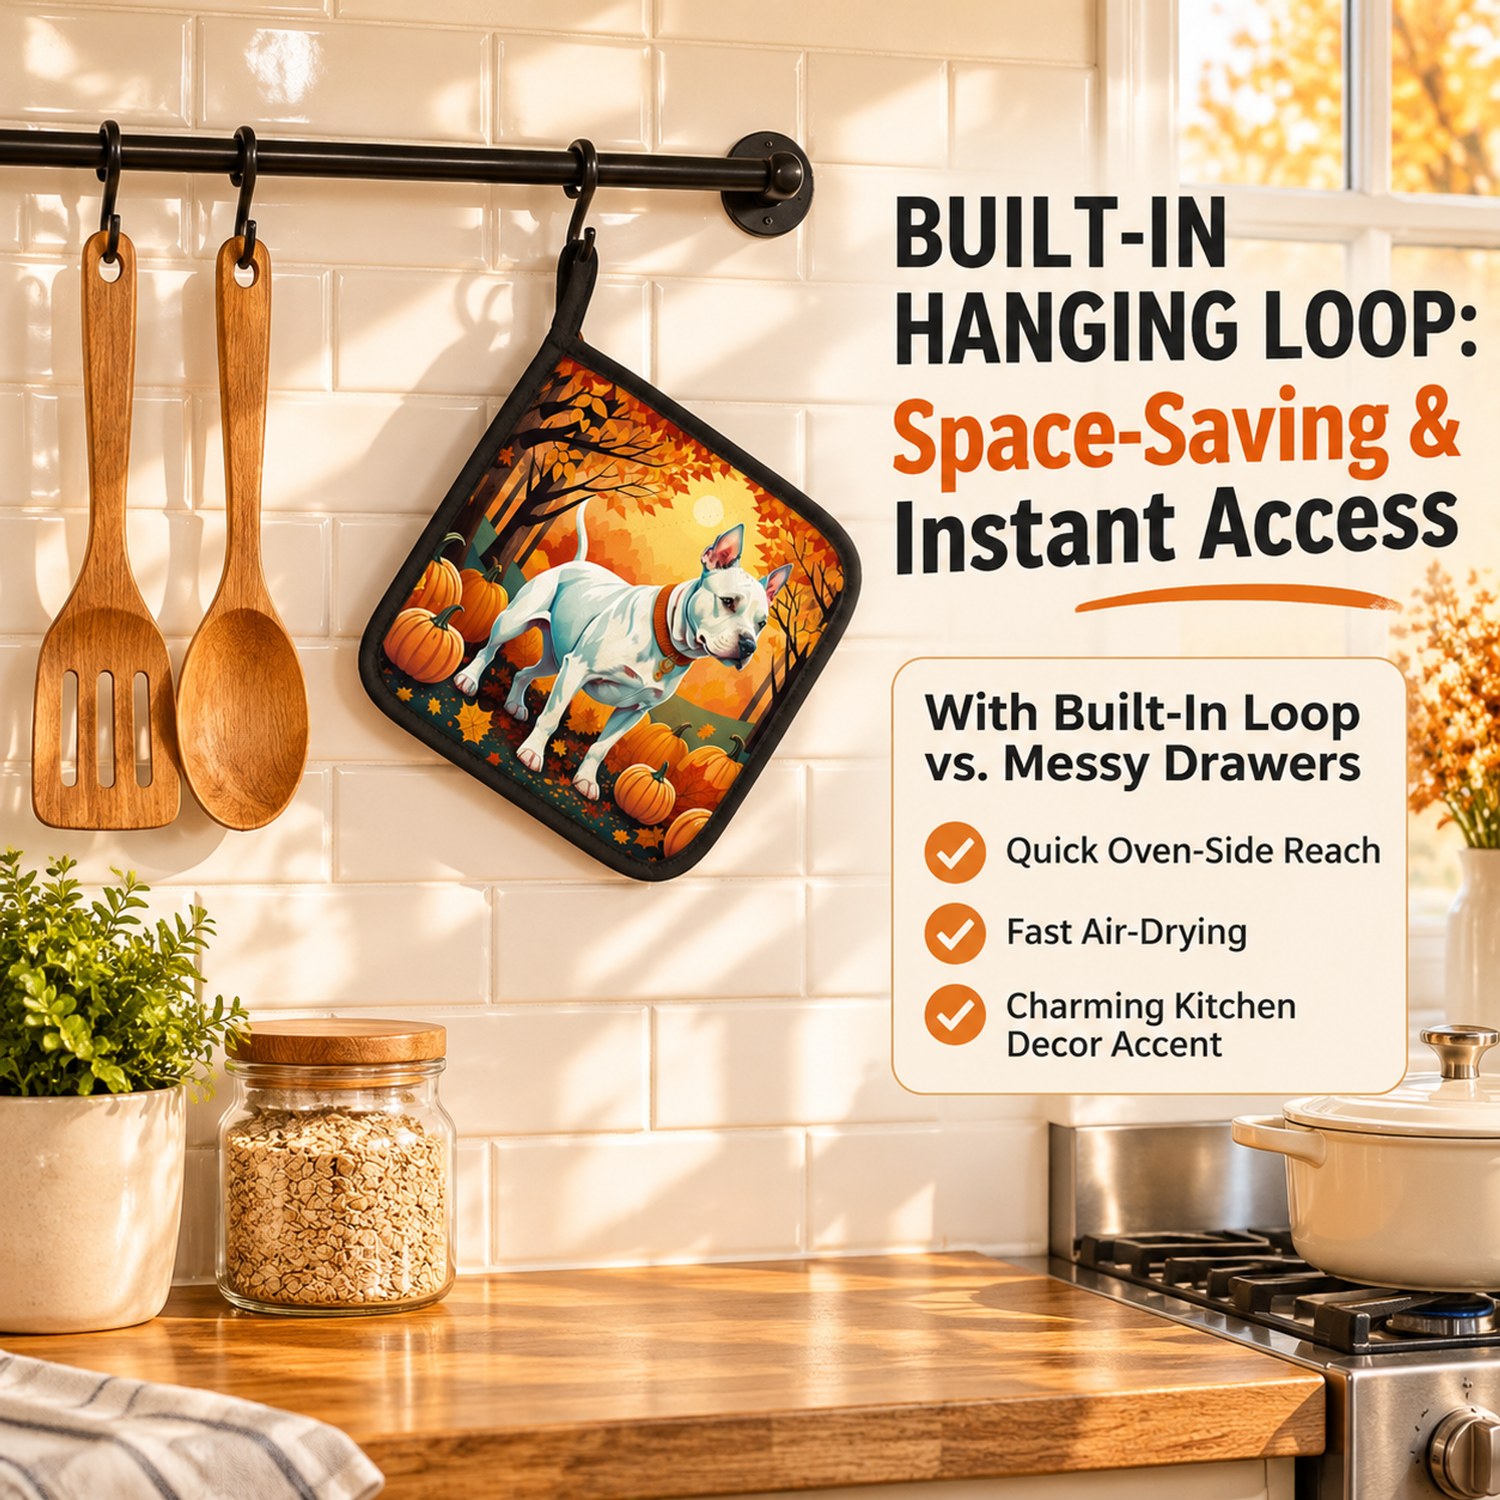 BUILT-IN
HANGING LOOP:
Space-Saving &
Instant Access
With Built-In Loop
vs. Messy Drawers
Quick Oven-Side Reach
Fast Air-Drying
Charming Kitchen
Decor Accent